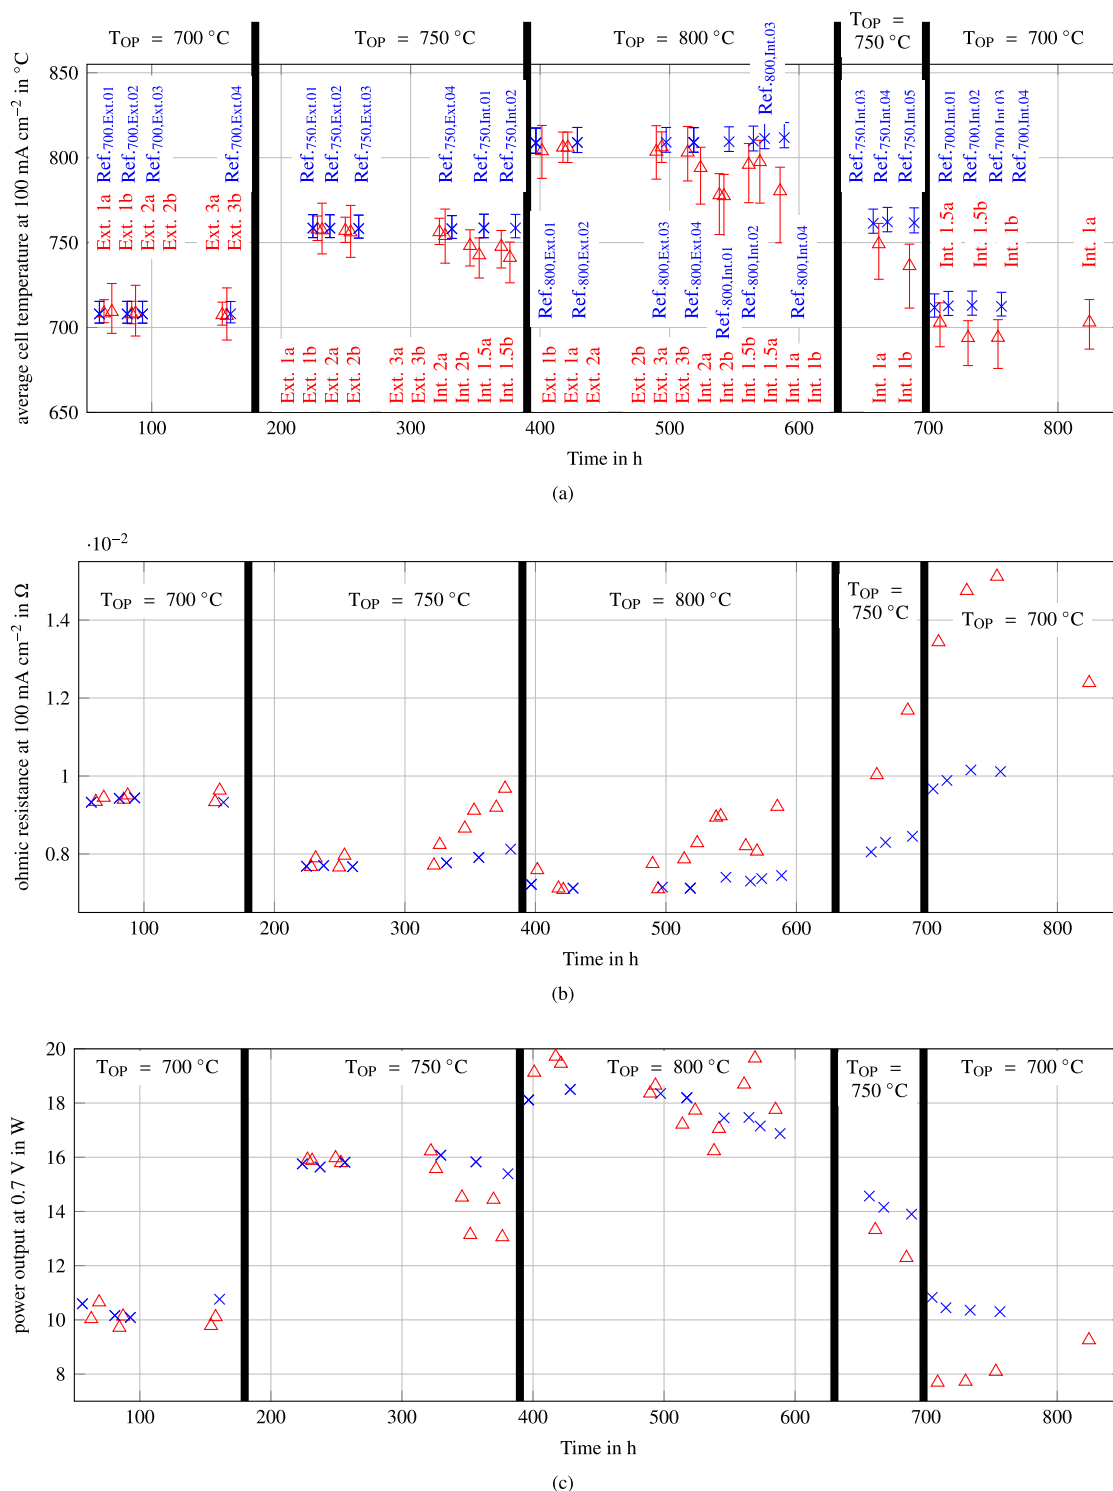 T_OP = 700 °C
T_OP = 750 °C
T_OP = 800 °C
T_OP =
750 °C
T_OP = 700 °C
average cell temperature at 100 mA cm⁻² in °C
850
800
750
700
650
Ref.700,Ext.01
Ref.700,Ext.02
Ref.700,Ext.03
Ref.700,Ext.04
Ext. 1a
Ext. 1b
Ext. 2a
Ext. 2b
Ext. 3a
Ext. 3b
Ref.750,Ext.01
Ref.750,Ext.02
Ref.750,Ext.03
Ref.750,Ext.04
Ref.750,Int.01
Ref.750,Int.02
Ext. 1a
Ext. 1b
Ext. 2a
Ext. 2b
Ext. 3a
Ext. 3b
Int. 2a
Int. 2b
Int. 1.5a
Int. 1.5b
Ref.800,Int.03
Ref.800,Ext.01
Ref.800,Ext.02
Ref.800,Ext.03
Ref.800,Ext.04
Ref.800,Int.01
Ref.800,Int.02
Ref.800,Int.04
Ext. 1b
Ext. 1a
Ext. 2a
Ext. 2b
Ext. 3a
Ext. 3b
Int. 2a
Int. 2b
Int. 1.5b
Int. 1.5a
Int. 1a
Int. 1b
Ref.750,Int.03
Ref.750,Int.04
Ref.750,Int.05
Int. 1a
Int. 1b
Ref.700,Int.01
Ref.700,Int.02
Ref.700,Int.03
Ref.700,Int.04
Int. 1.5a
Int. 1.5b
Int. 1b
Int. 1a
100 200 300 400 500 600 700 800
Time in h
(a)
·10⁻²
ohmic resistance at 100 mA cm⁻² in Ω
1.4
1.2
1
0.8
T_OP = 700 °C
T_OP = 750 °C
T_OP = 800 °C
T_OP =
750 °C
T_OP = 700 °C
100 200 300 400 500 600 700 800
Time in h
(b)
power output at 0.7 V in W
20
18
16
14
12
10
8
T_OP = 700 °C
T_OP = 750 °C
T_OP = 800 °C
T_OP =
750 °C
T_OP = 700 °C
100 200 300 400 500 600 700 800
Time in h
(c)